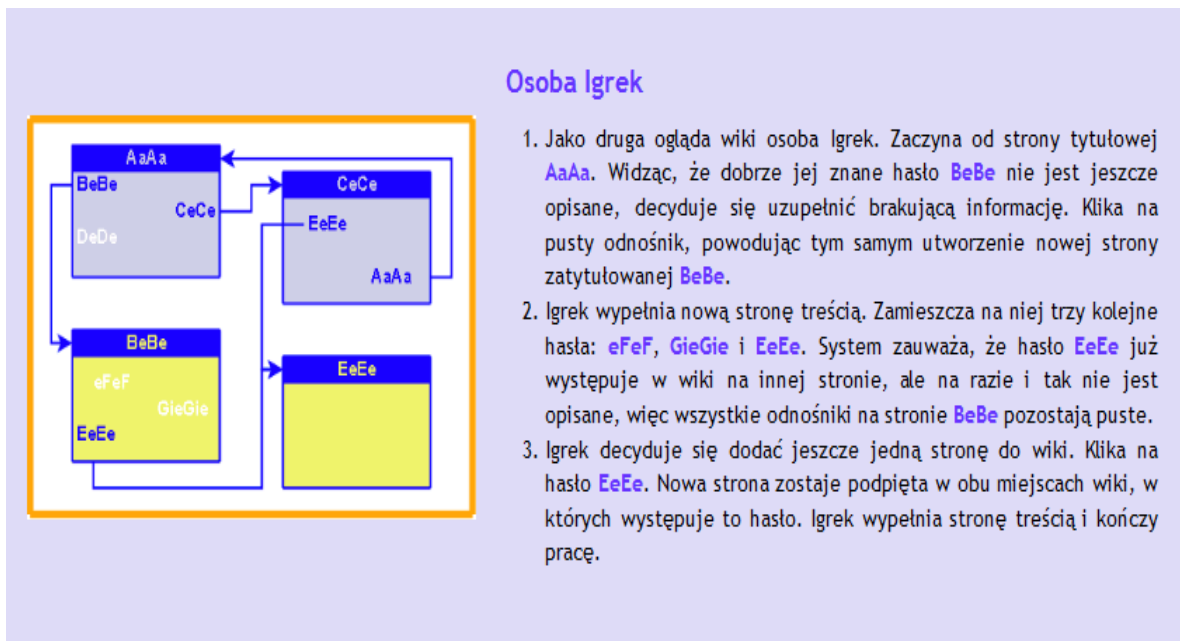 Osoba Igrek
1. Jako druga ogląda wiki osoba Igrek. Zaczyna od strony tytułowej
AaAa. Widząc, że dobrze jej znane hasło BeBe nie jest jeszcze
opisane, decyduje się uzupełnić brakującą informację. Klika na
pusty odnośnik, powodując tym samym utworzenie nowej strony
zatytułowanej BeBe.
2. Igrek wypełnia nową stronę treścią. Zamieszcza na niej trzy kolejne
hasła: eFeF, GieGie i EeEe. System zauważa, że hasło EeEe już
występuje w wiki na innej stronie, ale na razie i tak nie jest
opisane, więc wszystkie odnośniki na stronie BeBe pozostają puste.
3. Igrek decyduje się dodać jeszcze jedną stronę do wiki. Klika na
hasło EeEe. Nowa strona zostaje podpięta w obu miejscach wiki, w
których występuje to hasło. Igrek wypełnia stronę treścią i kończy
pracę.
AaAa
BeBe
CeCe
DeDe
CeCe
EeEe
AaAa
BeBe
eFeF
GieGie
EeEe
EeEe